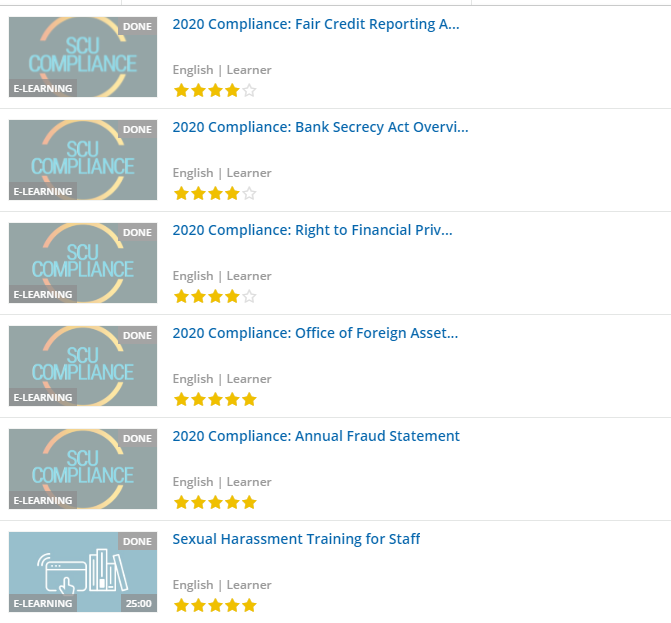 DONE
SCU
COMPLIANCE
E-LEARNING
2020 Compliance: Fair Credit Reporting A...
English | Learner
DONE
SCU
COMPLIANCE
E-LEARNING
2020 Compliance: Bank Secrecy Act Overvi...
English | Learner
DONE
SCU
COMPLIANCE
E-LEARNING
2020 Compliance: Right to Financial Priv...
English | Learner
DONE
SCU
COMPLIANCE
E-LEARNING
2020 Compliance: Office of Foreign Asset...
English | Learner
DONE
SCU
COMPLIANCE
E-LEARNING
2020 Compliance: Annual Fraud Statement
English | Learner
DONE
E-LEARNING
25:00
Sexual Harassment Training for Staff
English | Learner